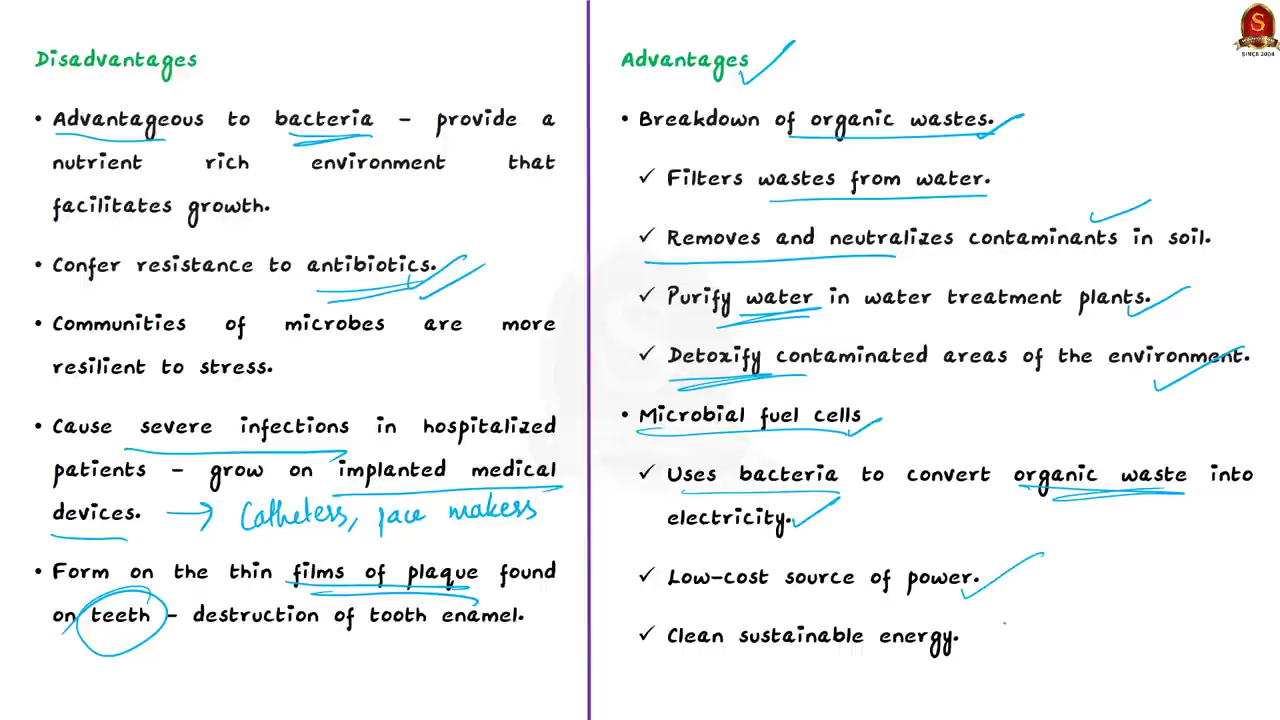 Disadvantages
• Advantageous to bacteria – provide a
nutrient rich environment that
facilitates growth.
• Confer resistance to antibiotics.
• Communities of microbes are more
resilient to stress.
• Cause severe infections in hospitalized
patients – grow on implanted medical
devices. → Catheters, pace makers
• Form on the thin films of plaque found
on teeth – destruction of tooth enamel.
Advantages
• Breakdown of organic wastes.
✓ Filters wastes from water.
✓ Removes and neutralizes contaminants in soil.
✓ Purify water in water treatment plants.
✓ Detoxify contaminated areas of the environment.
• Microbial fuel cells
✓ Uses bacteria to convert organic waste into
electricity.
✓ Low-cost source of power.
✓ Clean sustainable energy.
S
SINCE 2004